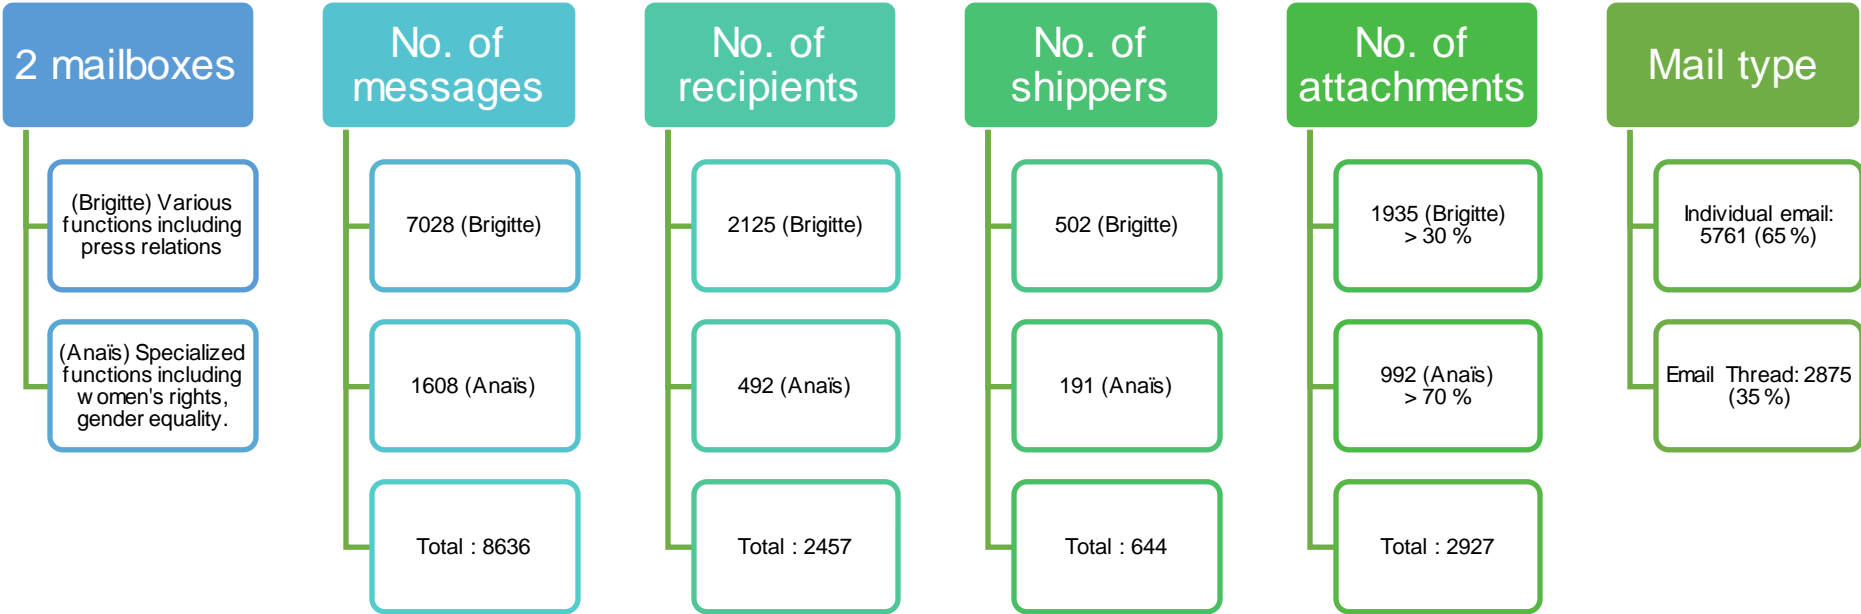 2 mailboxes
(Brigitte) Various
functions including
press relations
(Anaïs) Specialized
functions including
women's rights,
gender equality.
No. of
messages
7028 (Brigitte)
1608 (Anaïs)
Total : 8636
No. of
recipients
2125 (Brigitte)
492 (Anaïs)
Total : 2457
No. of
shippers
502 (Brigitte)
191 (Anaïs)
Total : 644
No. of
attachments
1935 (Brigitte)
> 30 %
992 (Anaïs)
> 70 %
Total : 2927
Mail type
Individual email:
5761 (65 %)
Email Thread: 2875
(35 %)